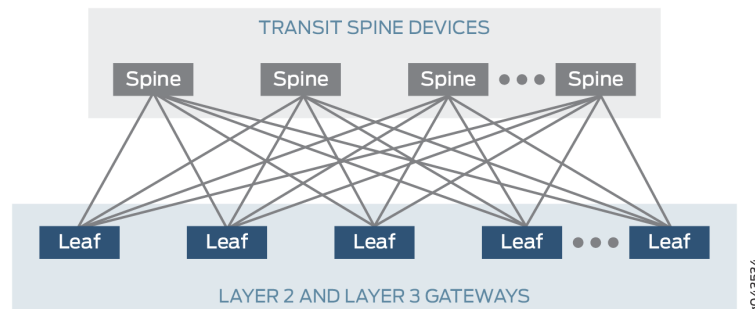 TRANSIT SPINE DEVICES
Spine Spine Spine Spine
Leaf Leaf Leaf Leaf Leaf
LAYER 2 AND LAYER 3 GATEWAYS